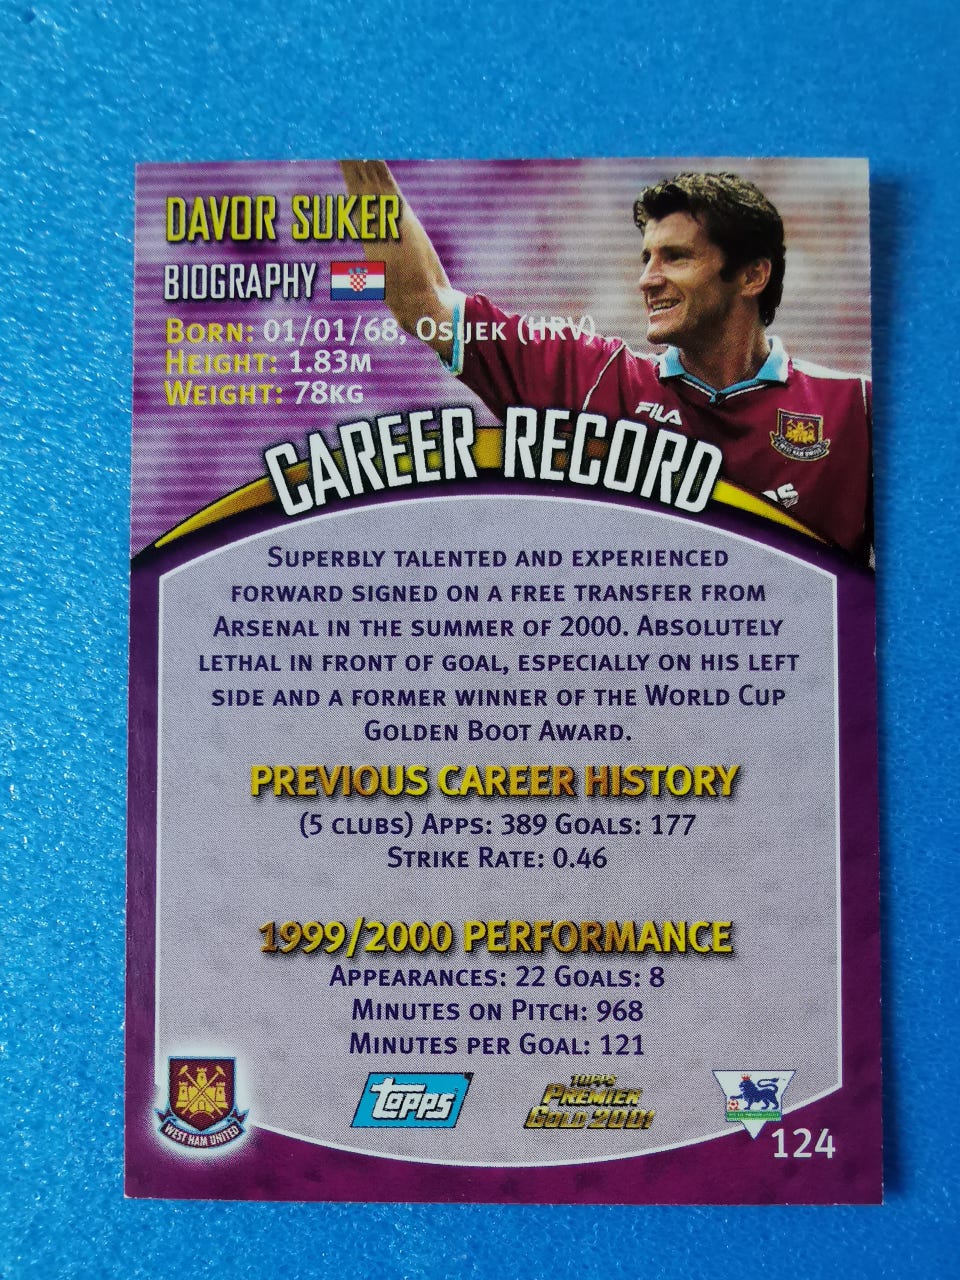 DAVOR SUKER
BIOGRAPHY
BORN: 01/01/68, OSIJEK (HRV)
HEIGHT: 1.83M
WEIGHT: 78KG
FILA
WEST HAM UNITED
CAREER RECORD
SUPERBLY TALENTED AND EXPERIENCED
FORWARD SIGNED ON A FREE TRANSFER FROM
ARSENAL IN THE SUMMER OF 2000. ABSOLUTELY
LETHAL IN FRONT OF GOAL, ESPECIALLY ON HIS LEFT
SIDE AND A FORMER WINNER OF THE WORLD CUP
GOLDEN BOOT AWARD.
PREVIOUS CAREER HISTORY
(5 CLUBS) APPS: 389 GOALS: 177
STRIKE RATE: 0.46
1999/2000 PERFORMANCE
APPEARANCES: 22 GOALS: 8
MINUTES ON PITCH: 968
MINUTES PER GOAL: 121
WEST HAM UNITED
TOPPS
TOPPS
PREMIER
GOLD 2001
124